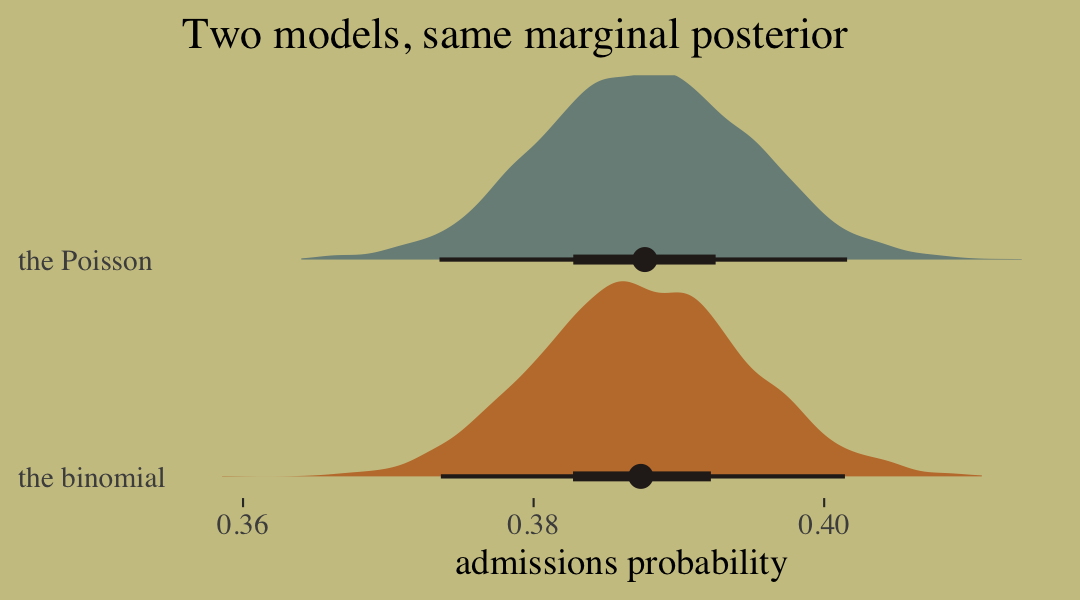 Two models, same marginal posterior
the Poisson
the binomial
0.36 0.38 0.40
admissions probability